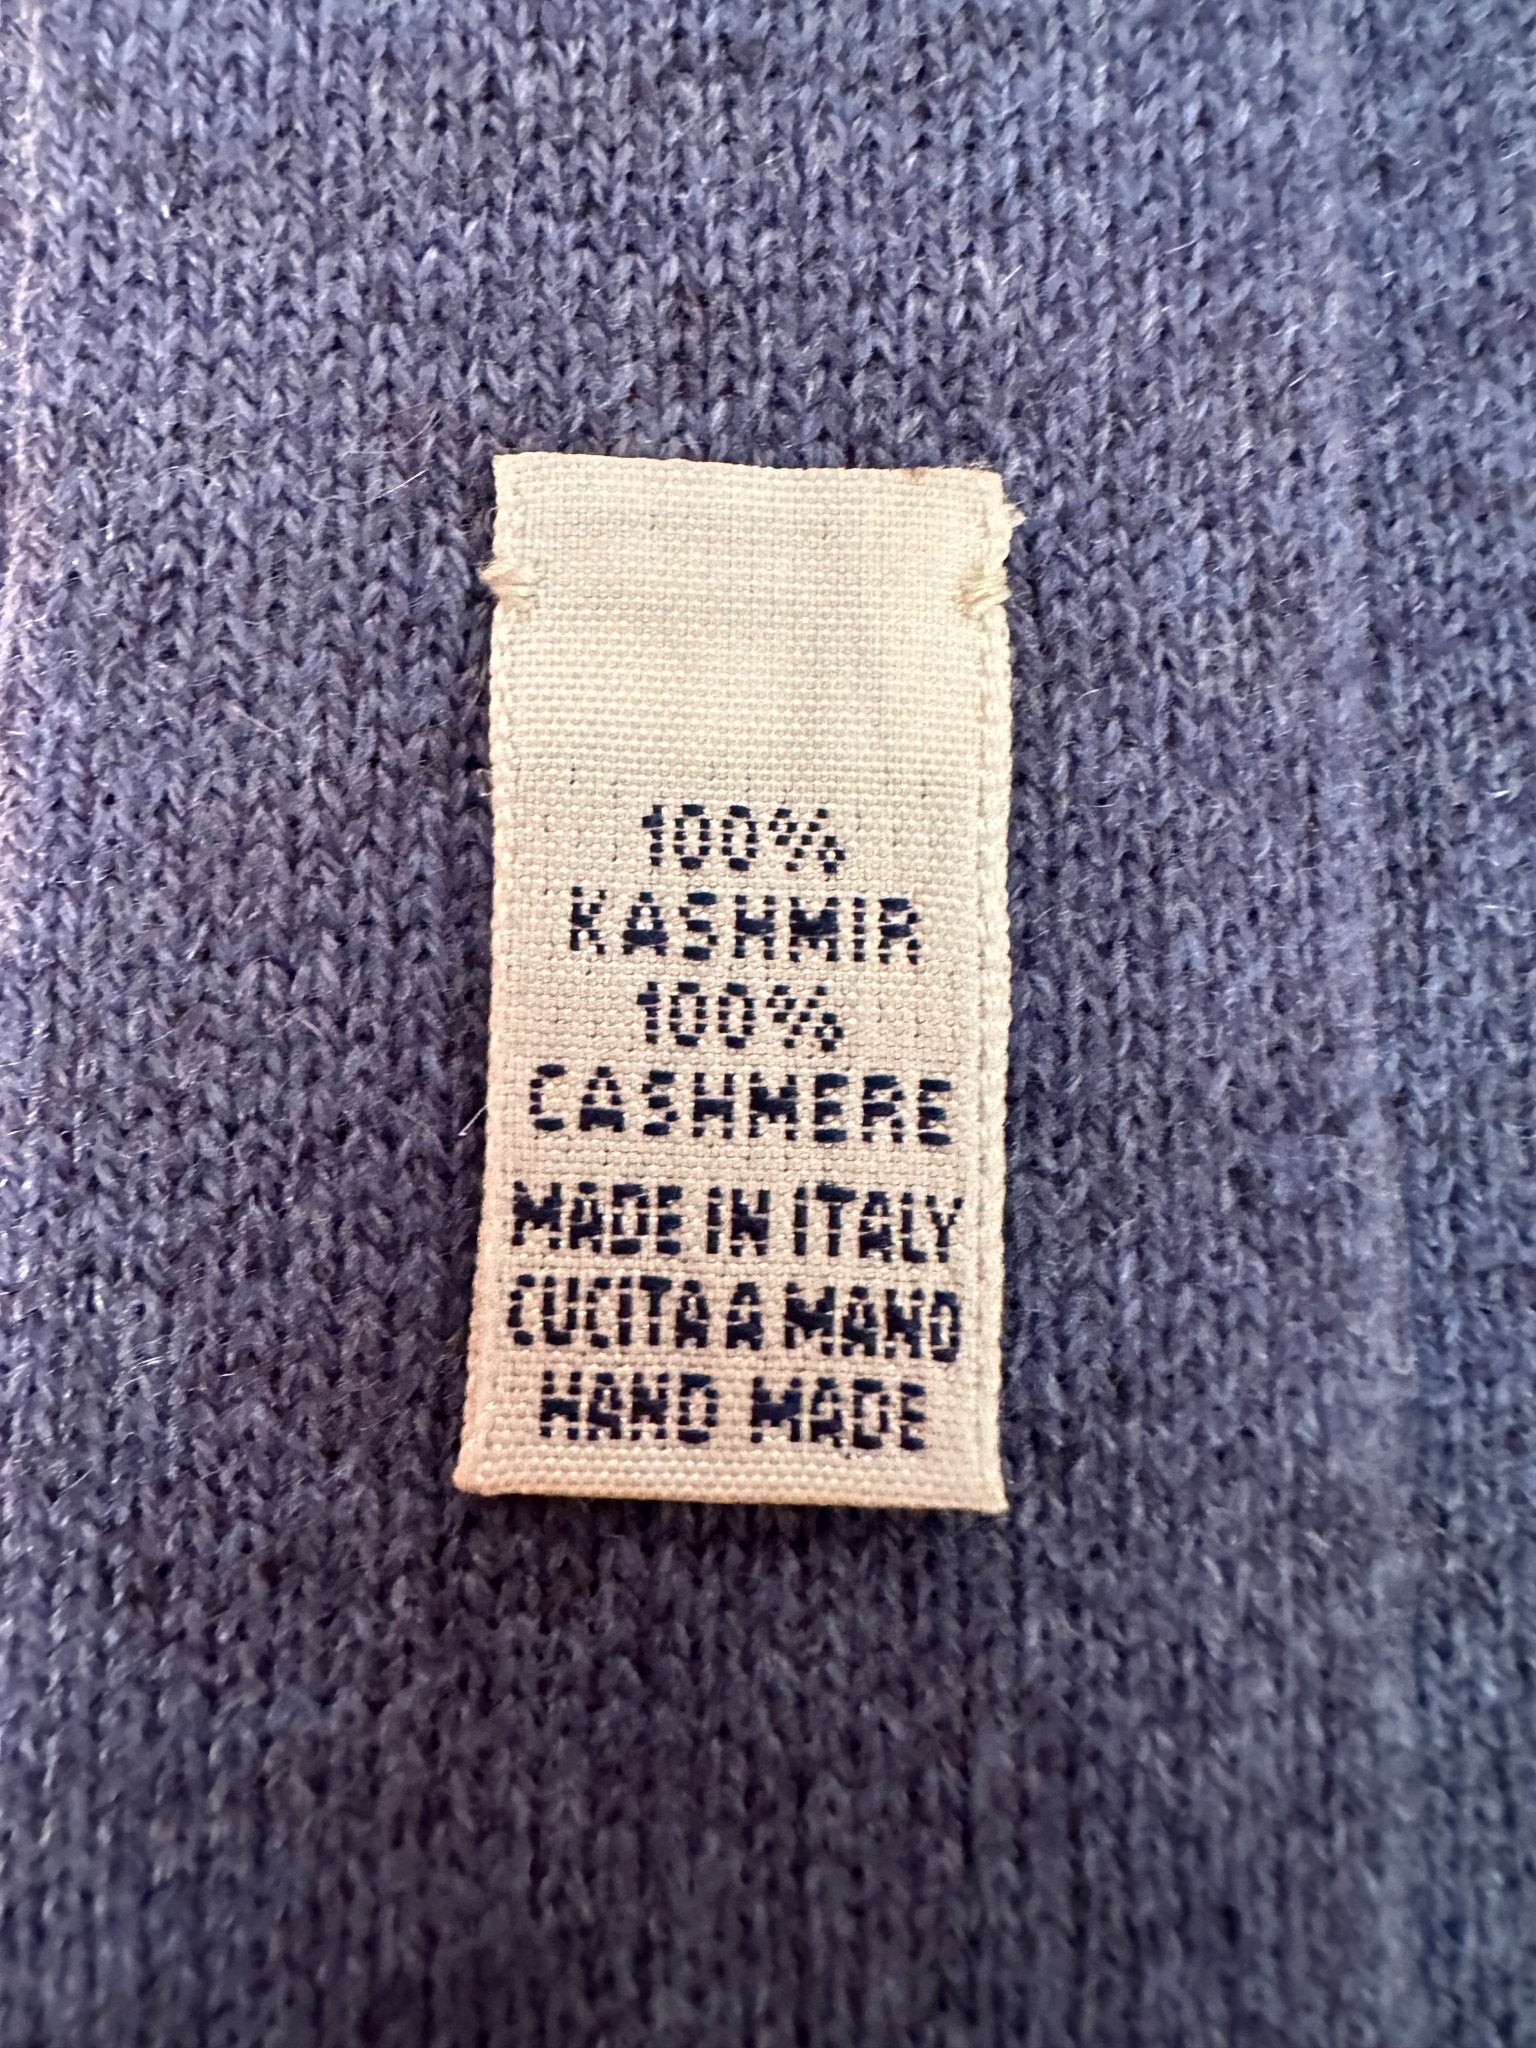 100%
KASHMIR
100%
CASHMERE
MADE IN ITALY
CUCITA A MANO
HAND MADE